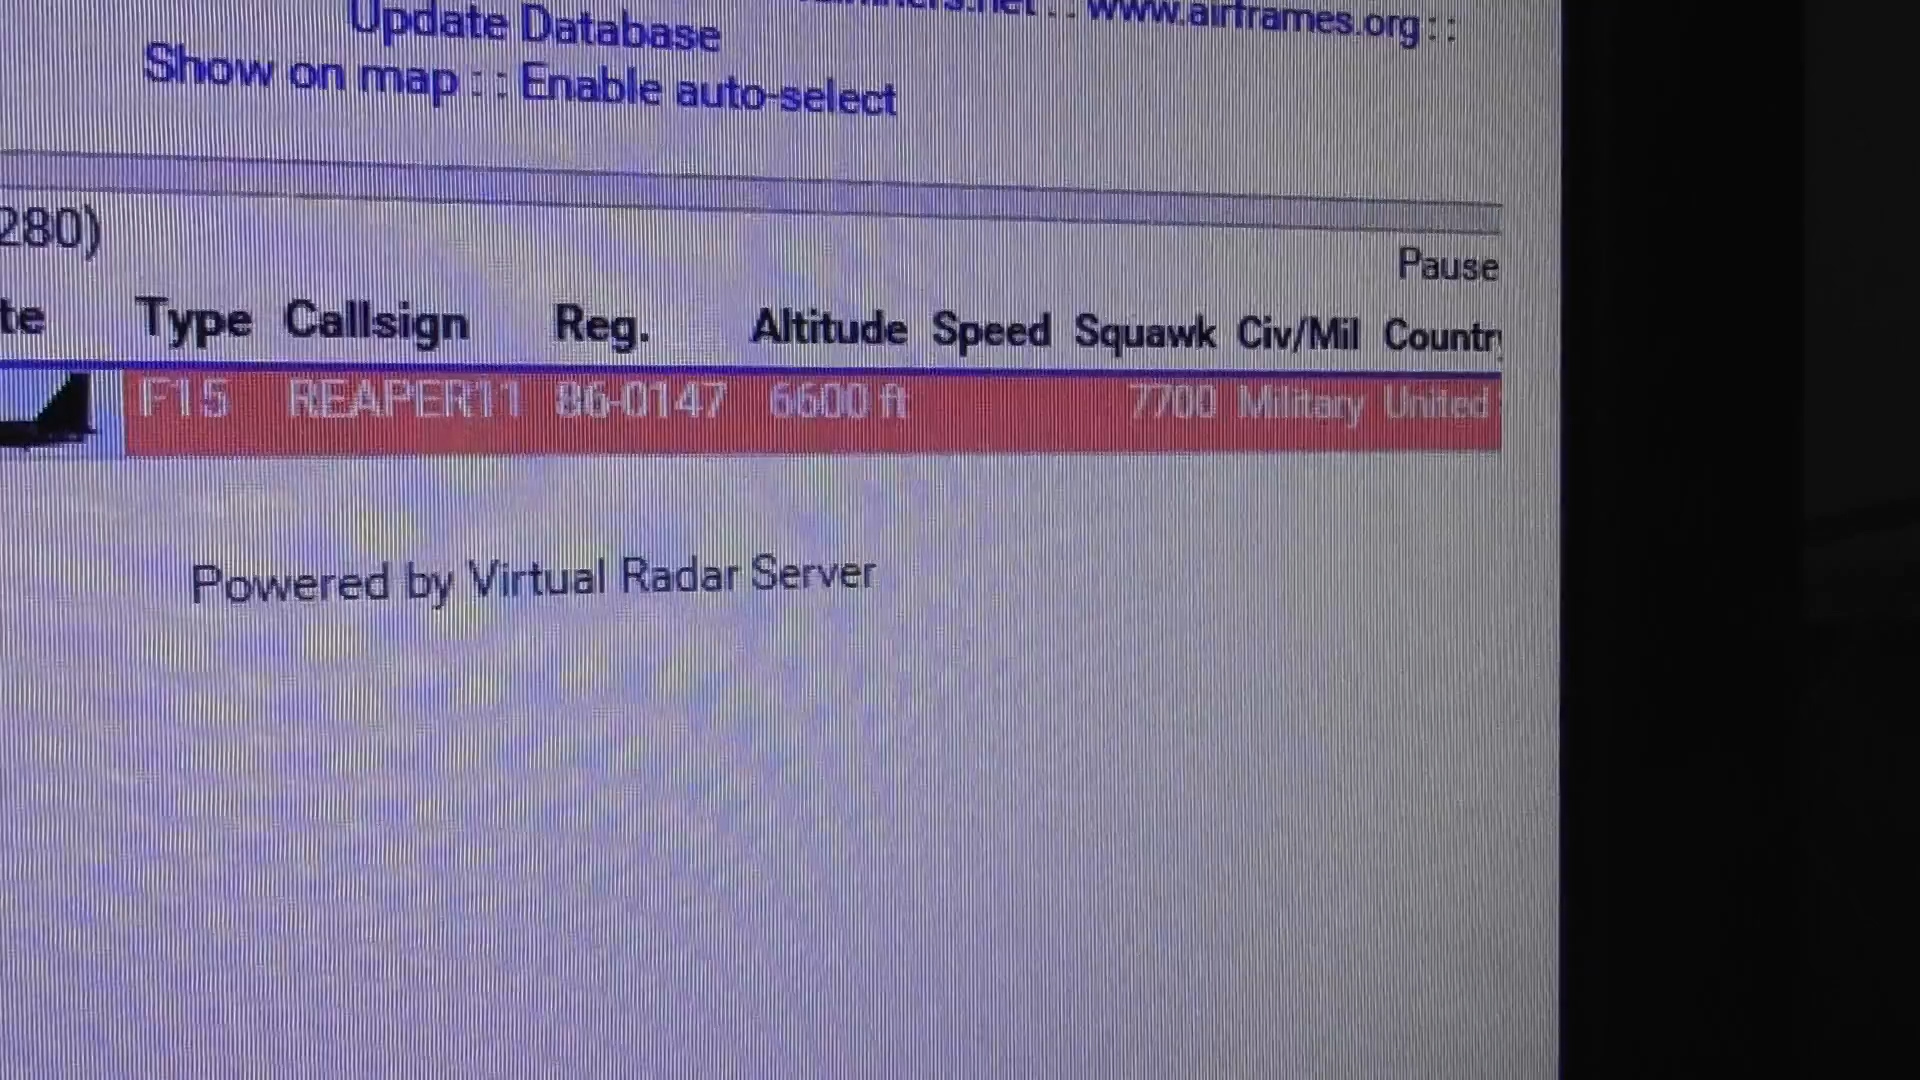 www.airframes.org : :
Update Database
Show on map : : Enable auto-select
280)
Pause
te Type Callsign Reg. Altitude Speed Squawk Civ/Mil Countr
F15 REAPER11 86-0147 6600 ft 7700 Military United
Powered by Virtual Radar Server